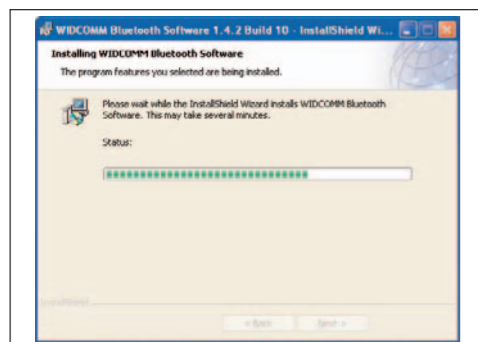 WIDCOMM Bluetooth Software 1.4.2 Build 10 - InstallShield Wi...
Installing WIDCOMM Bluetooth Software
The program features you selected are being installed.
Please wait while the InstallShield Wizard installs WIDCOMM Bluetooth
Software. This may take several minutes.
Status:
InstallShield
< Back Next >